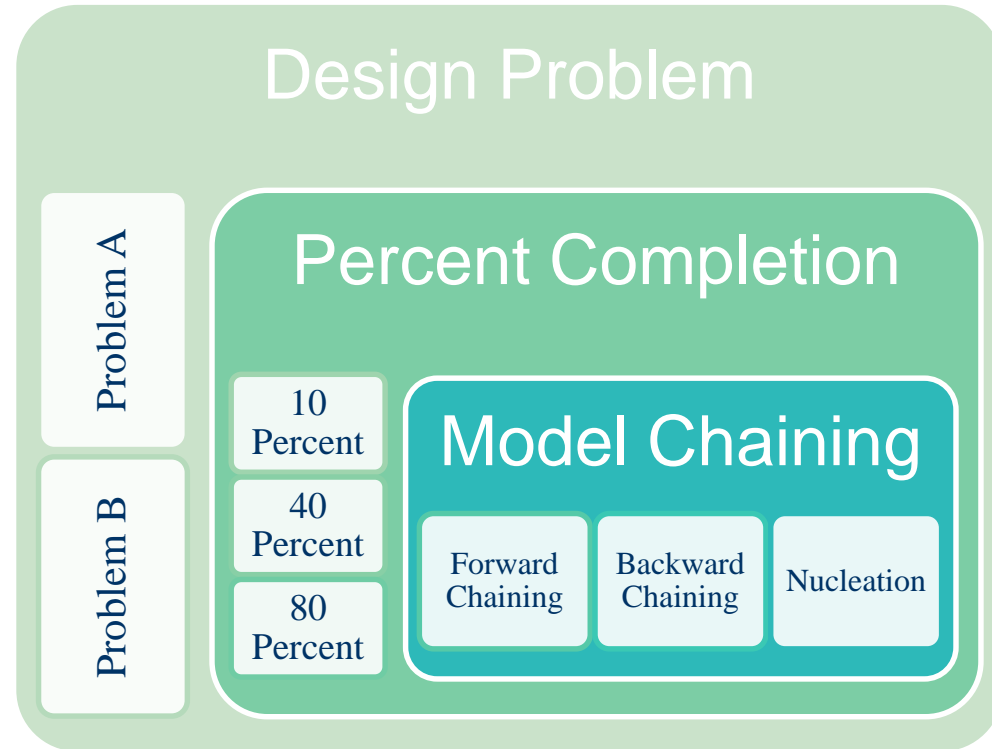 Design Problem
Problem A
Problem B
Percent Completion
10
Percent
40
Percent
80
Percent
Model Chaining
Forward
Chaining
Backward
Chaining
Nucleation